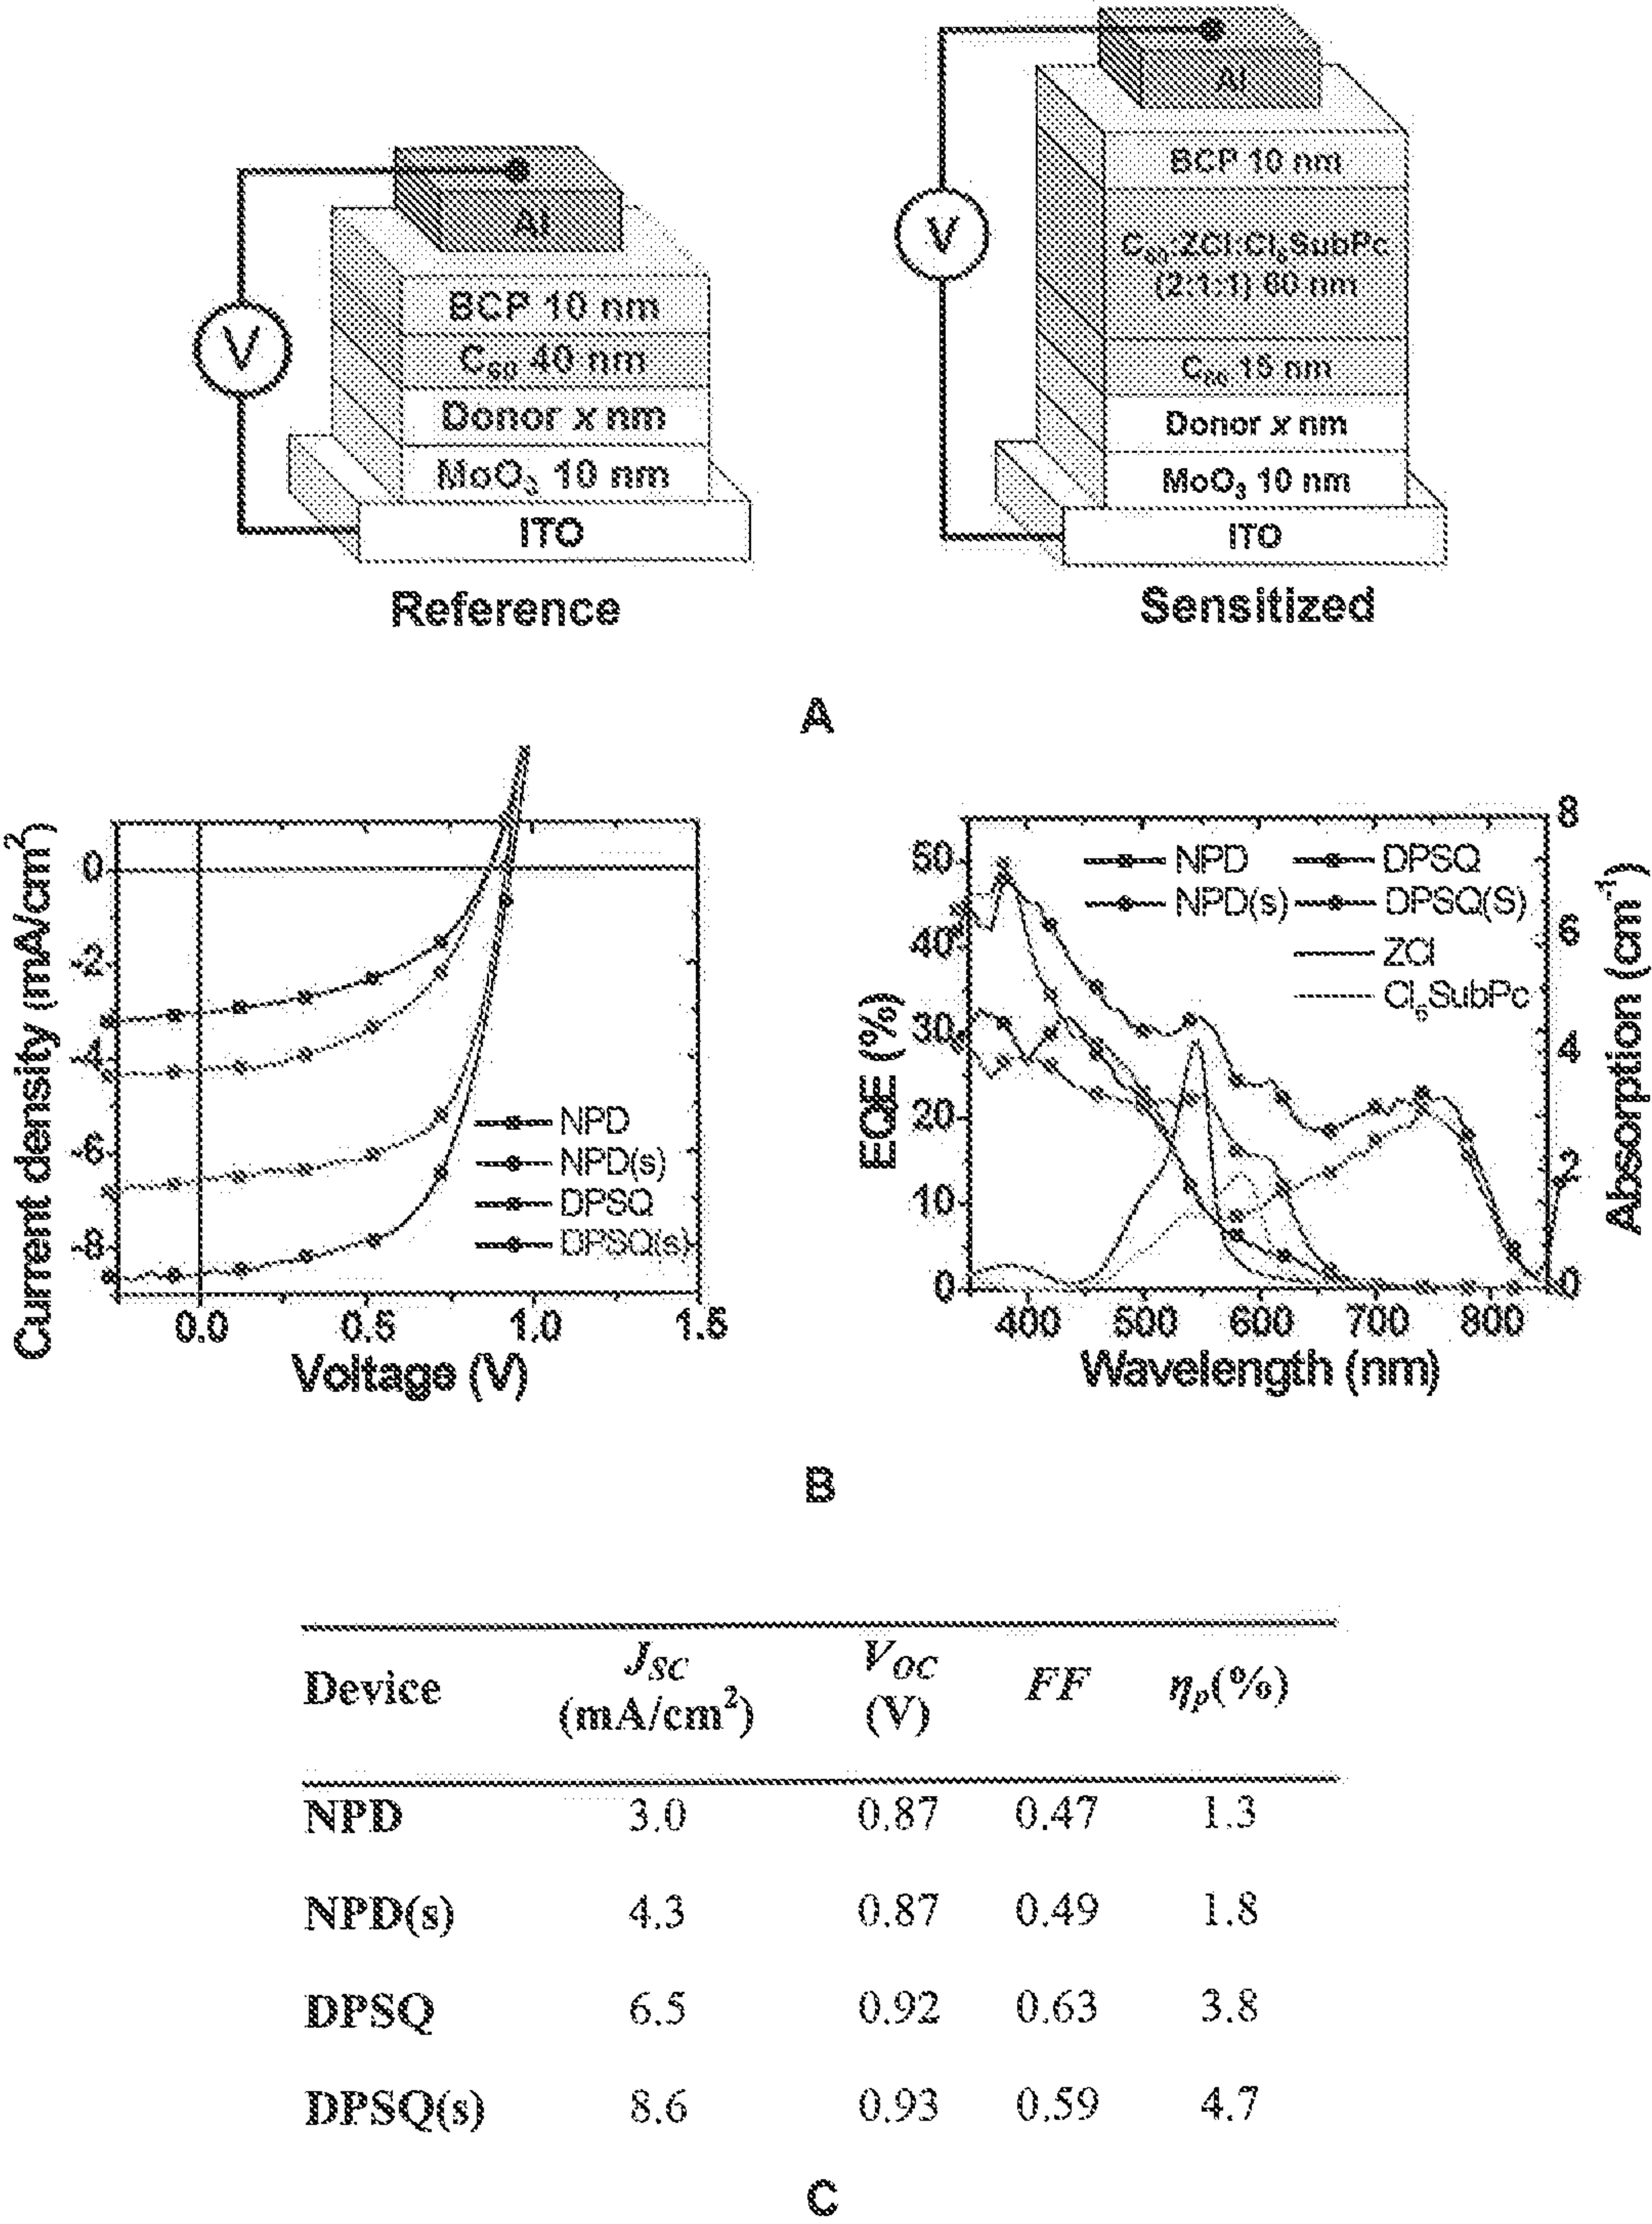 Al
BCP 10 nm
C60 40 nm
Donor x nm
MoO3 10 nm
ITO
V
Reference
Al
BCP 10 nm
C60:ZCl:Cl6SubPc
(2:1:1) 60 nm
C60 15 nm
Donor x nm
MoO3 10 nm
ITO
V
Sensitized
A
Current density (mA/cm²)
0
-2
-4
-6
-8
NPD
NPD(s)
DPSQ
DPSQ(s)
0.0 0.5 1.0 1.5
Voltage (V)
EQE (%)
50
40
30
20
10
0
NPD DPSQ
NPD(s) DPSQ(S)
ZCl
Cl6SubPc
8
6
4
2
0
Absorption (cm⁻¹)
400 500 600 700 800
Wavelength (nm)
B
Device JSC (mA/cm²) VOC (V) FF ηp(%)
NPD 3.0 0.87 0.47 1.3
NPD(s) 4.3 0.87 0.49 1.8
DPSQ 6.5 0.92 0.63 3.8
DPSQ(s) 8.6 0.93 0.59 4.7
C